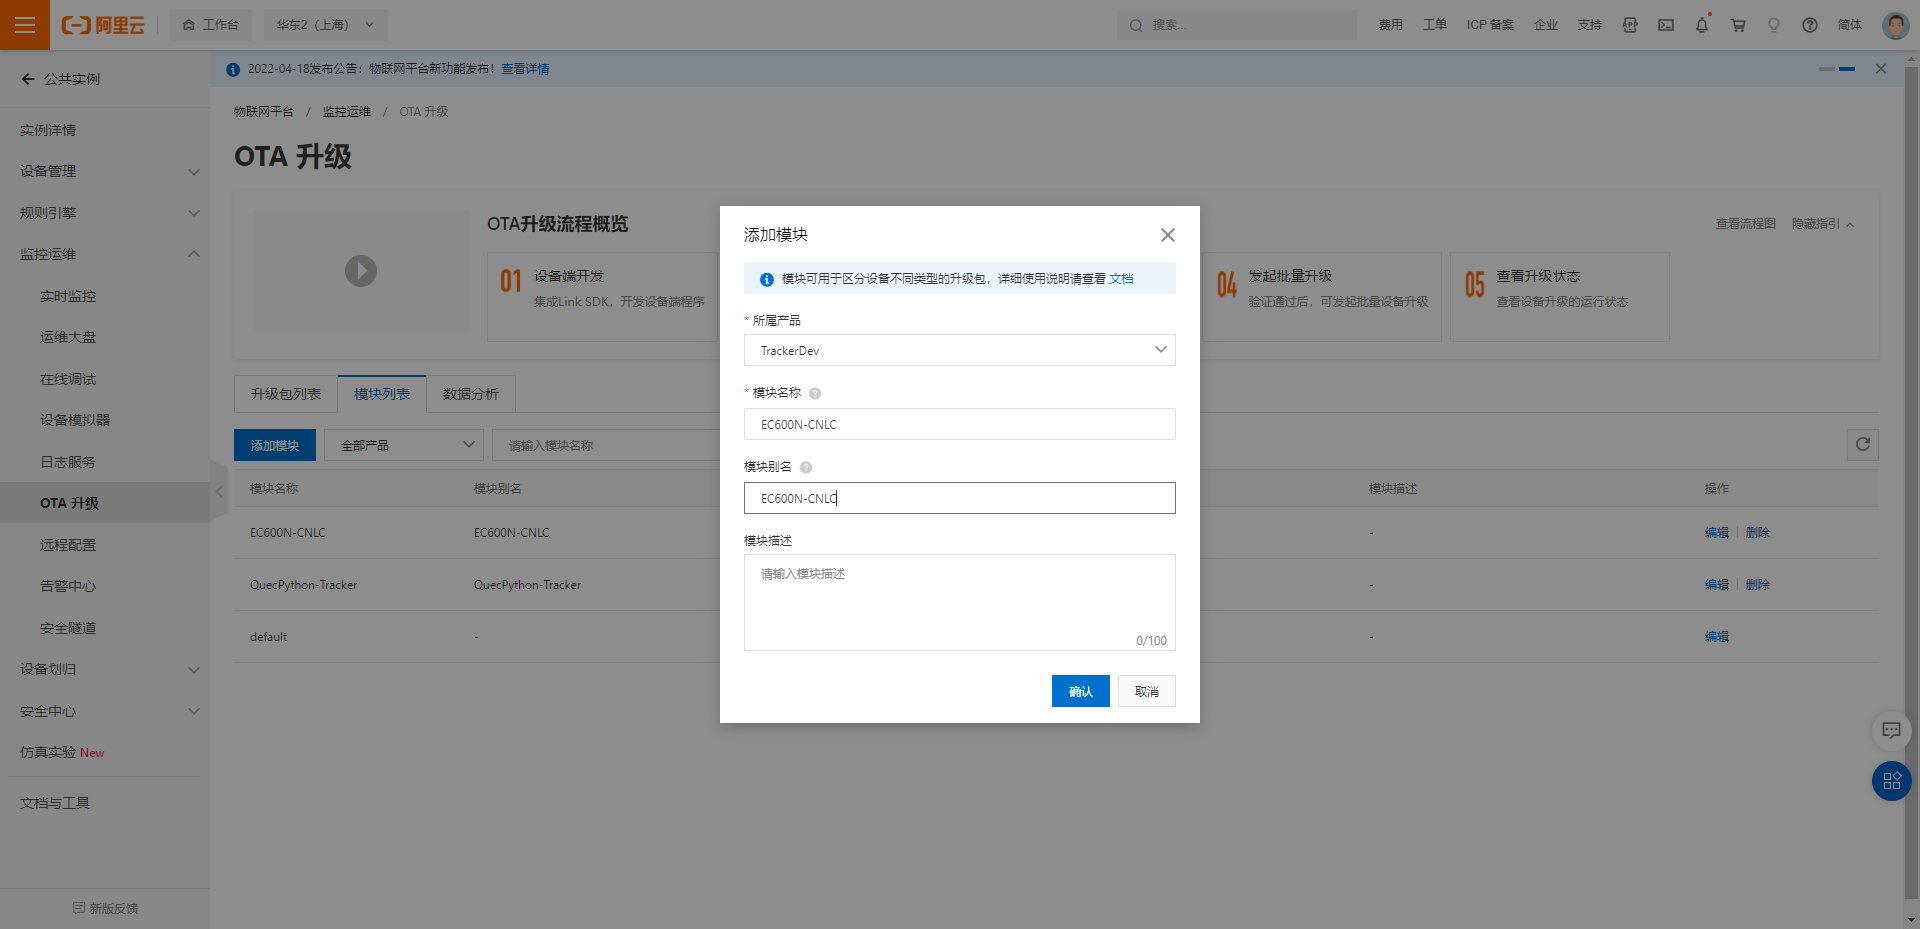 阿里云
工作台
华东2（上海）
搜索...
费用
工单
ICP 备案
企业
支持
简体
公共实例
2022-04-18发布公告：物联网平台新功能发布！查看详情
物联网平台 / 监控运维 / OTA 升级
OTA 升级
实例详情
设备管理
规则引擎
监控运维
实时监控
运维大盘
在线调试
设备模拟器
日志服务
OTA 升级
远程配置
告警中心
安全隧道
设备划归
安全中心
仿真实验 New
文档与工具
新版反馈
OTA升级流程概览
查看流程图
隐藏指引
01
设备端开发
集成Link SDK，开发设备端程序
04
发起批量升级
验证通过后，可发起批量设备升级
05
查看升级状态
查看设备升级的运行状态
升级包列表
模块列表
数据分析
添加模块
全部产品
请输入模块名称
模块名称
模块别名
模块描述
操作
EC600N-CNLC
EC600N-CNLC
-
编辑
删除
QuecPython-Tracker
QuecPython-Tracker
-
编辑
删除
default
-
-
编辑
添加模块
模块可用于区分设备不同类型的升级包，详细使用说明请查看 文档
* 所属产品
TrackerDev
* 模块名称
EC600N-CNLC
模块别名
EC600N-CNLC
模块描述
请输入模块描述
0/100
确认
取消